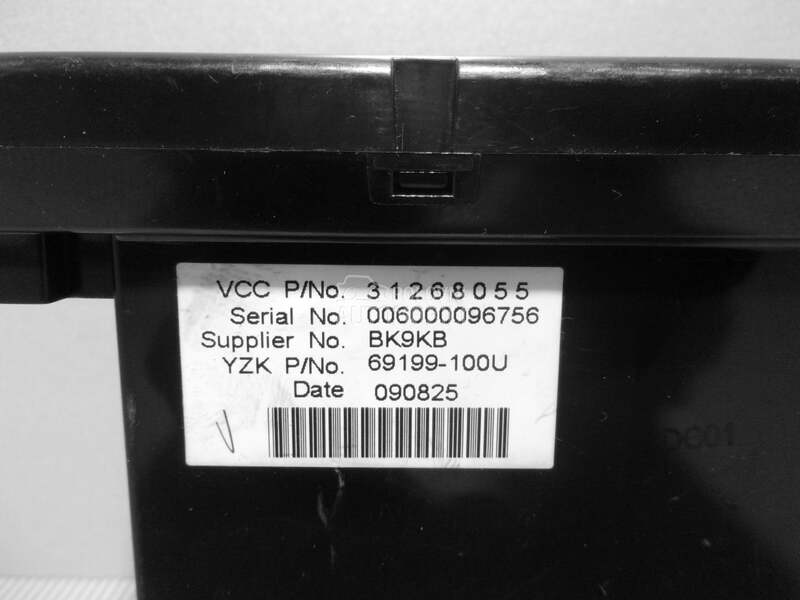 VCC P/No. 31268055
Serial No. 006000096756
Supplier No. BK9KB
YZK P/No. 69199-100U
Date 090825